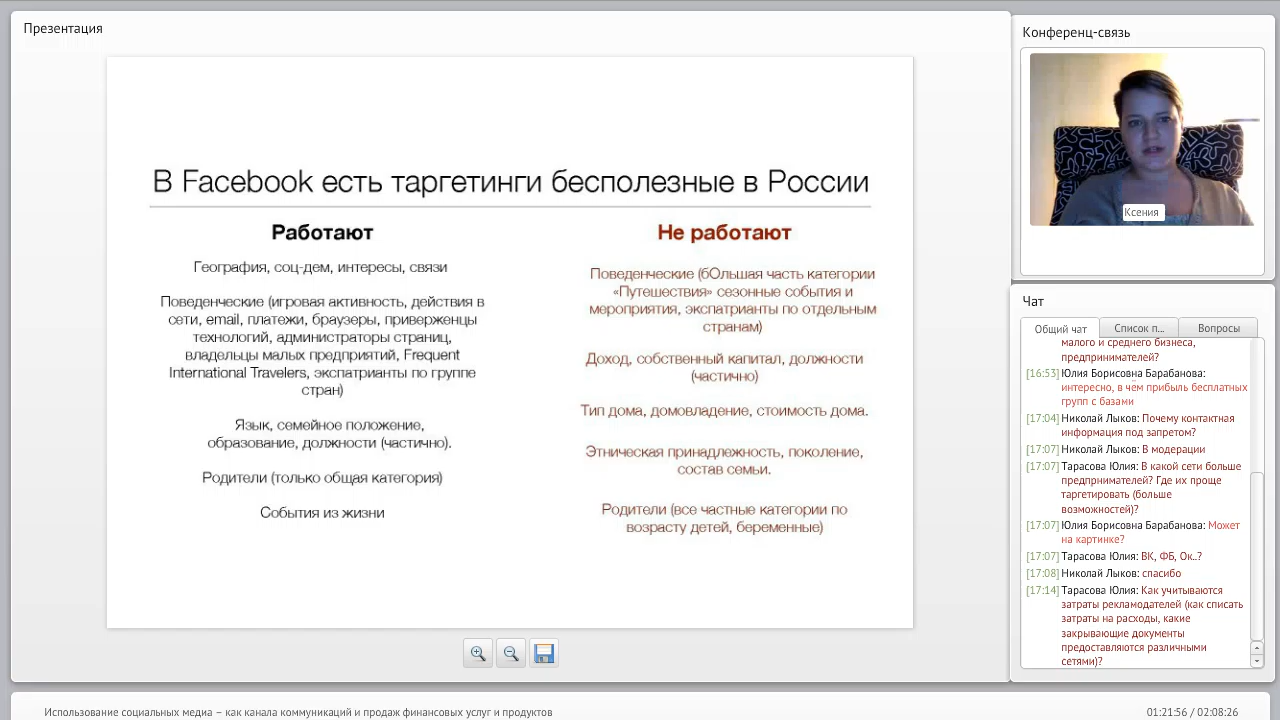 Презентация
В Facebook есть таргетинги бесполезные в России
Работают
География, соц-дем, интересы, связи
Поведенческие (игровая активность, действия в
сети, email, платежи, браузеры, приверженцы
технологий, администраторы страниц,
владельцы малых предприятий, Frequent
International Travelers, экспатрианты по группе
стран)
Язык, семейное положение,
образование, должности (частично).
Родители (только общая категория)
События из жизни
Не работают
Поведенческие (бОльшая часть категории
«Путешествия» сезонные события и
мероприятия, экспатрианты по отдельным
странам)
Доход, собственный капитал, должности
(частично)
Тип дома, домовладение, стоимость дома.
Этническая принадлежность, поколение,
состав семьи.
Родители (все частные категории по
возрасту детей, беременные)
Конференц-связь
Ксения
Чат
Общий чат
Список п...
Вопросы
малого и среднего бизнеса,
предпринимателей?
[16:53] Юлия Борисовна Барабанова:
интересно, в чём прибыль бесплатных
групп с базами
[17:04] Николай Лыков: Почему контактная
информация под запретом?
[17:07] Николай Лыков: В модерации
[17:07] Тарасова Юлия: В какой сети больше
предпрнимателей? Где их проще
таргетировать (больше
возможностей)?
[17:07] Юлия Борисовна Барабанова: Может
на картинке?
[17:07] Тарасова Юлия: ВК, ФБ, Ок..?
[17:08] Николай Лыков: спасибо
[17:14] Тарасова Юлия: Как учитываются
затраты рекламодателей (как списать
затраты на расходы, какие
закрывающие документы
предоставляются различными
сетями)?
Использование социальных медиа – как канала коммуникаций и продаж финансовых услуг и продуктов
01:21:56 / 02:08:26